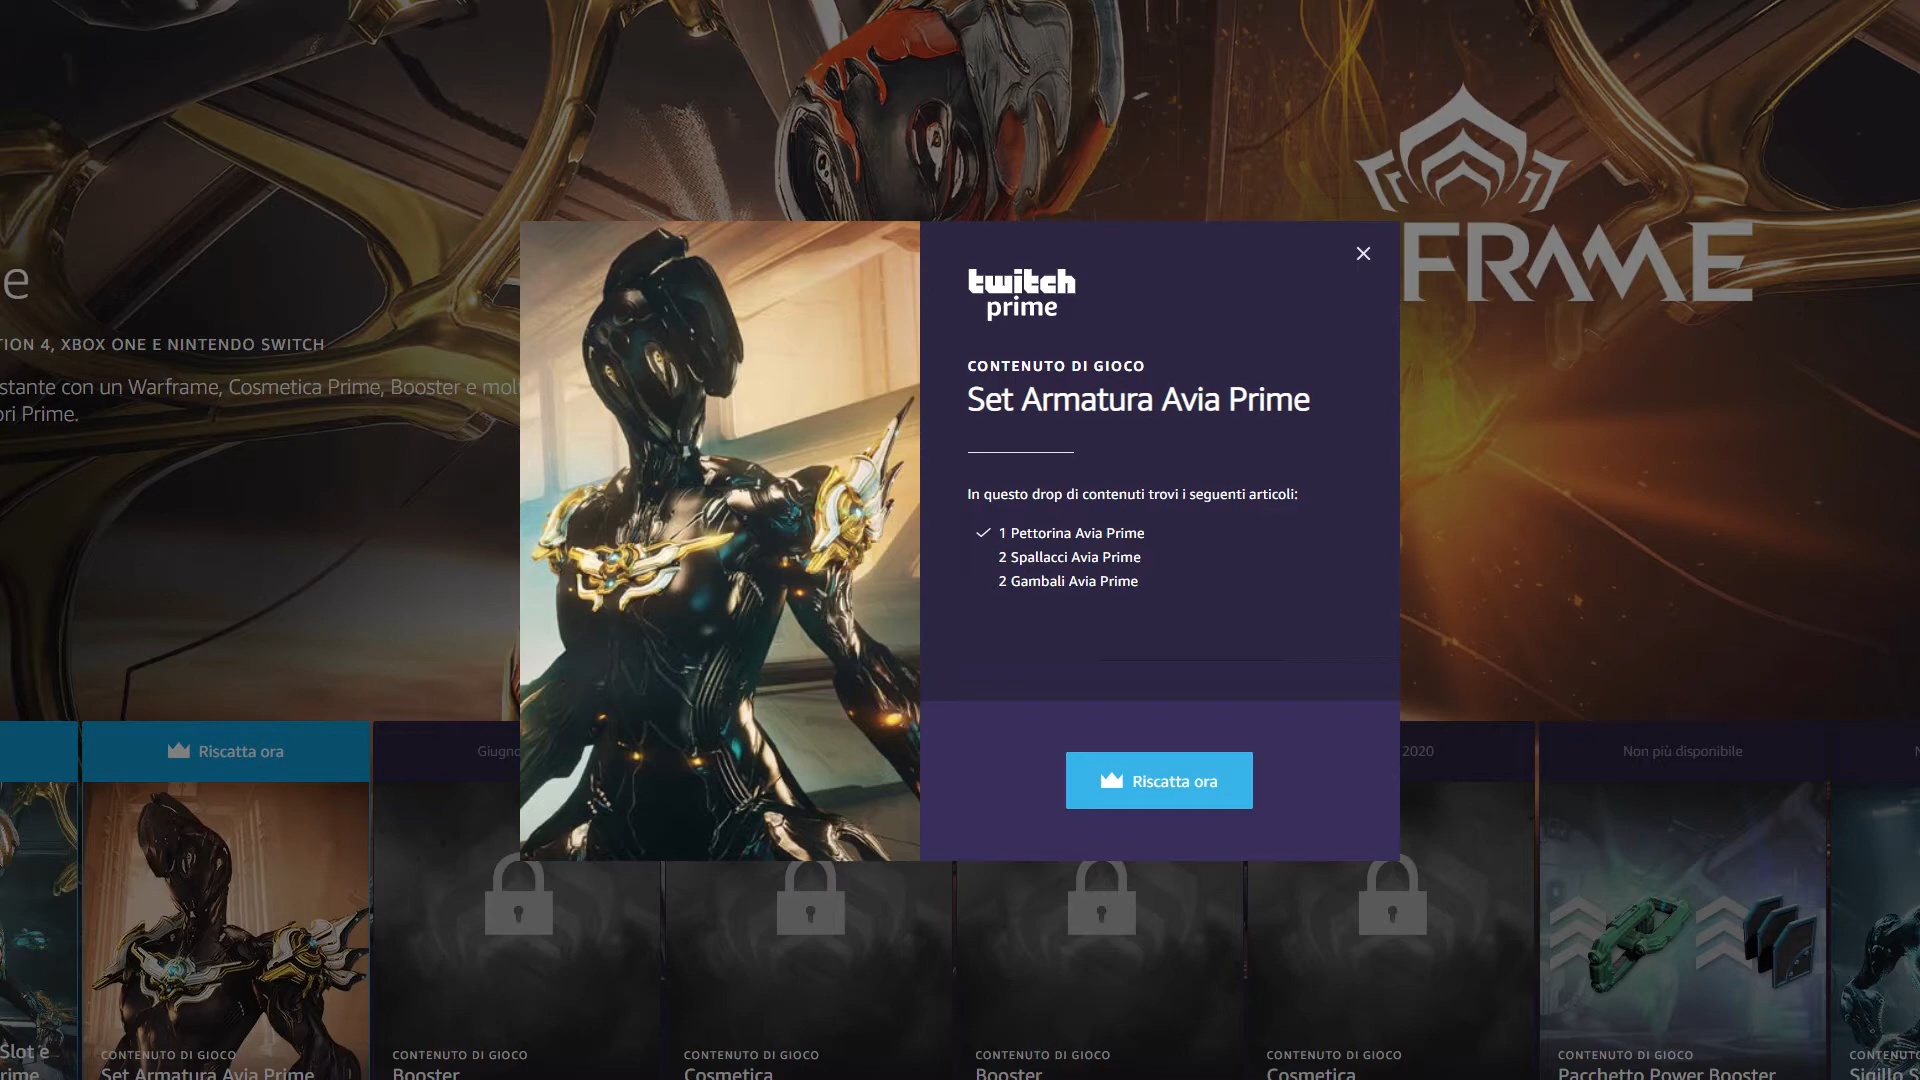 FRAME
e
TION 4, XBOX ONE E NINTENDO SWITCH
stante con un Warframe, Cosmetica Prime, Booster e mol
ori Prime.
twitch
prime
CONTENUTO DI GIOCO
Set Armatura Avia Prime
In questo drop di contenuti trovi i seguenti articoli:
1 Pettorina Avia Prime
2 Spallacci Avia Prime
2 Gambali Avia Prime
Riscatta ora
Riscatta ora
Giugno
2020
Non più disponibile
N
Slot e
rime
CONTENUTO DI GIOCO
Set Armatura Avia Prime
CONTENUTO DI GIOCO
Booster
CONTENUTO DI GIOCO
Cosmetica
CONTENUTO DI GIOCO
Booster
CONTENUTO DI GIOCO
Cosmetica
CONTENUTO DI GIOCO
Pacchetto Power Booster
CONTENUTO
Sigillo S